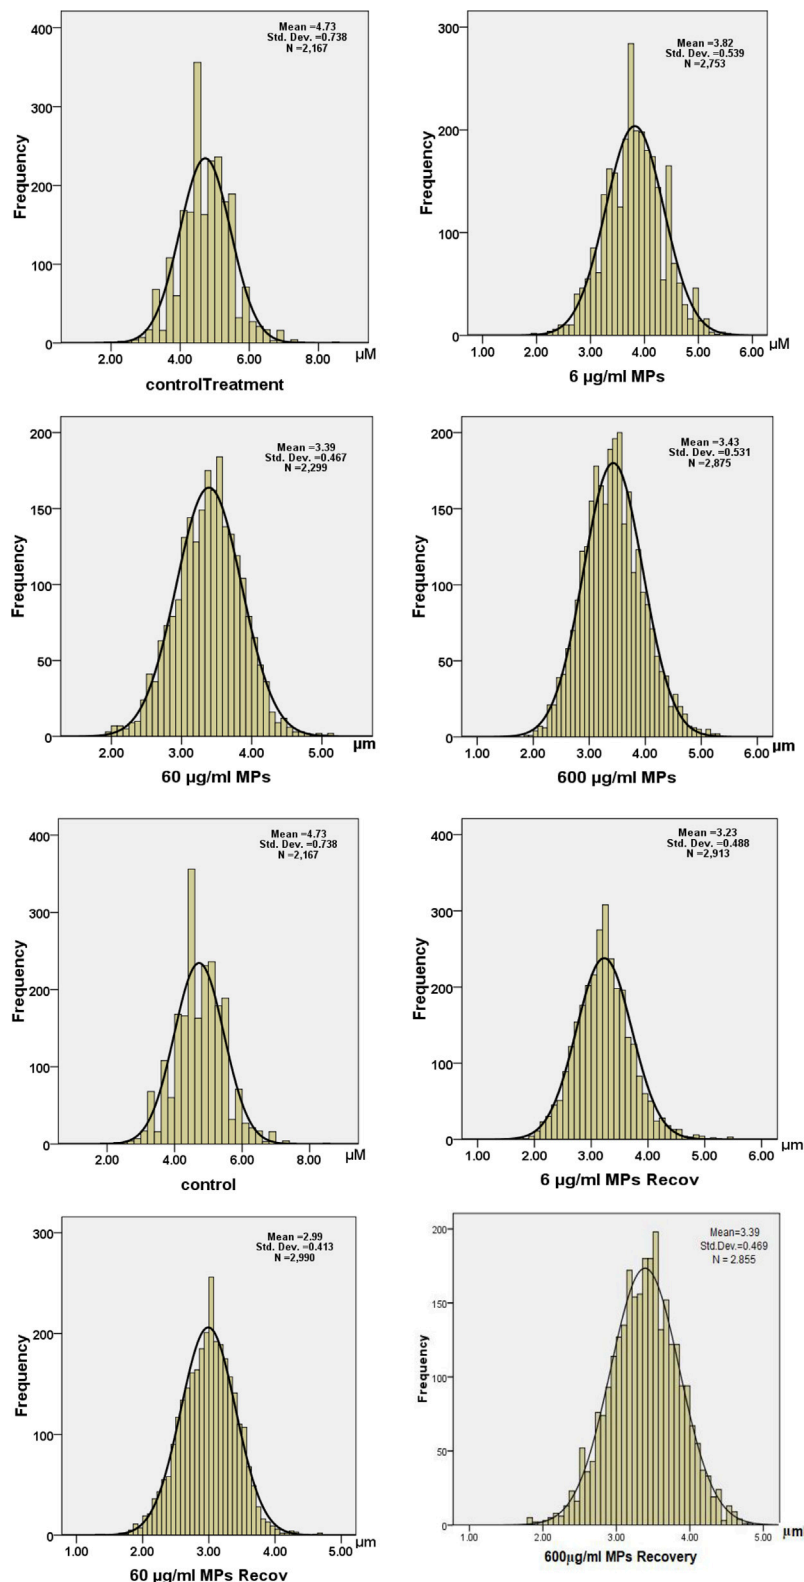 400
300
200
100
0
Frequency
Mean =4.73
Std. Dev. =0.738
N =2,167
2.00 4.00 6.00 8.00 µM
controlTreatment
300
200
100
0
Frequency
Mean =3.82
Std. Dev. =0.539
N =2,753
1.00 2.00 3.00 4.00 5.00 6.00 µM
6 µg/ml MPs
200
150
100
50
0
Frequency
Mean =3.39
Std. Dev. =0.467
N =2,299
2.00 3.00 4.00 5.00 µm
60 µg/ml MPs
200
150
100
50
0
Frequency
Mean =3.43
Std. Dev. =0.531
N =2,875
1.00 2.00 3.00 4.00 5.00 6.00 µm
600 µg/ml MPs
400
300
200
100
0
Frequency
Mean =4.73
Std. Dev. =0.738
N =2,167
2.00 4.00 6.00 8.00 µM
control
400
300
200
100
0
Frequency
Mean =3.23
Std. Dev. =0.488
N =2,913
1.00 2.00 3.00 4.00 5.00 6.00 µm
6 µg/ml MPs Recov
300
200
100
0
Frequency
Mean =2.99
Std. Dev. =0.413
N =2,990
1.00 2.00 3.00 4.00 5.00 µm
60 µg/ml MPs Recov
200
150
100
50
0
Frequency
Mean=3.39
Std.Dev=0.469
N = 2.855
1.00 2.00 3.00 4.00 5.00 µm
600µg/ml MPs Recovery